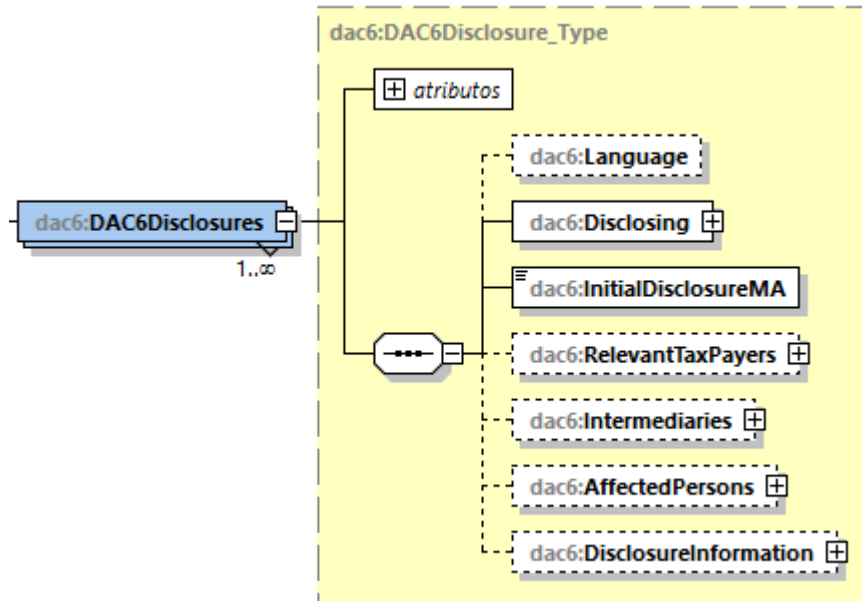 dac6:DAC6Disclosure_Type
atributos
dac6:Language
dac6:DAC6Disclosures
1..∞
dac6:Disclosing
dac6:InitialDisclosureMA
dac6:RelevantTaxPayers
dac6:Intermediaries
dac6:AffectedPersons
dac6:DisclosureInformation